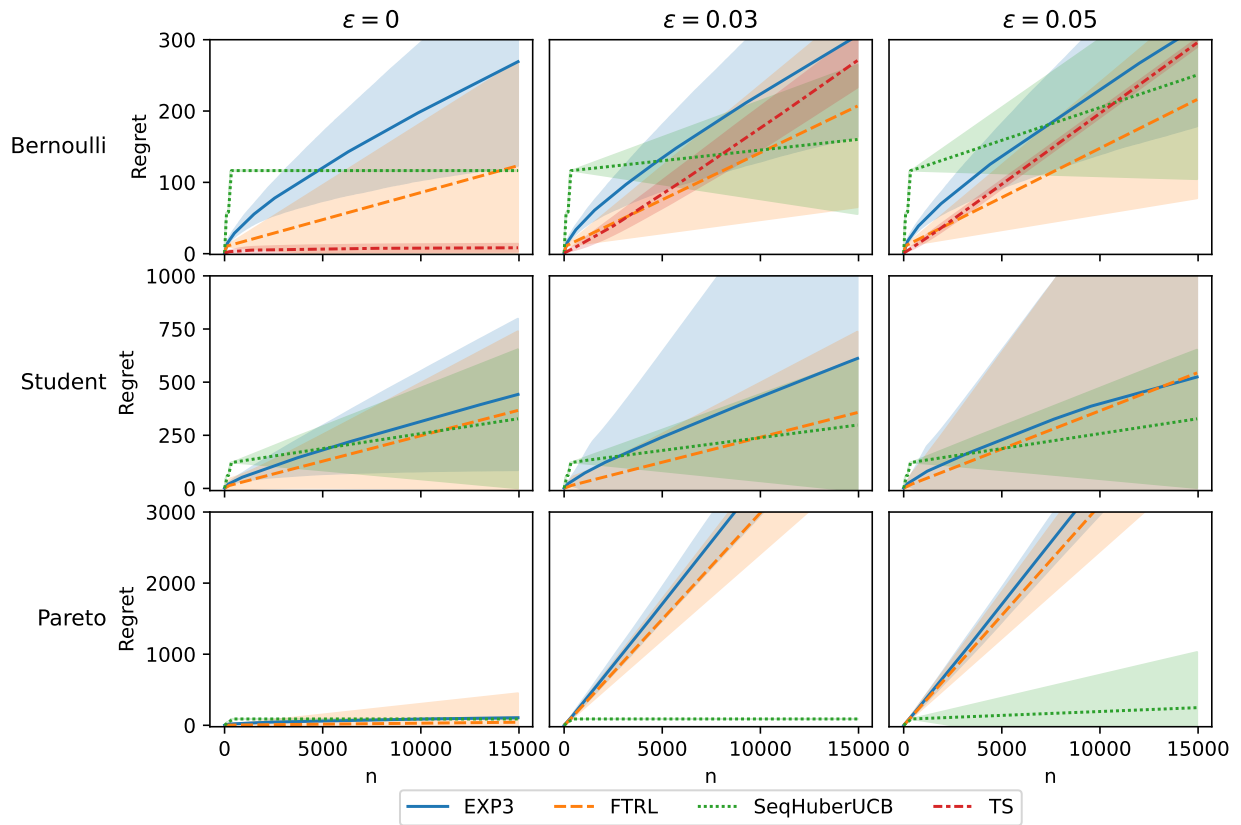 ε = 0 ε = 0.03 ε = 0.05
Bernoulli
Regret
300
200
100
0
Student
Regret
1000
750
500
250
0
Pareto
Regret
3000
2000
1000
0
0 5000 10000 15000 0 5000 10000 15000 0 5000 10000 15000
n n n
EXP3 FTRL SeqHuberUCB TS